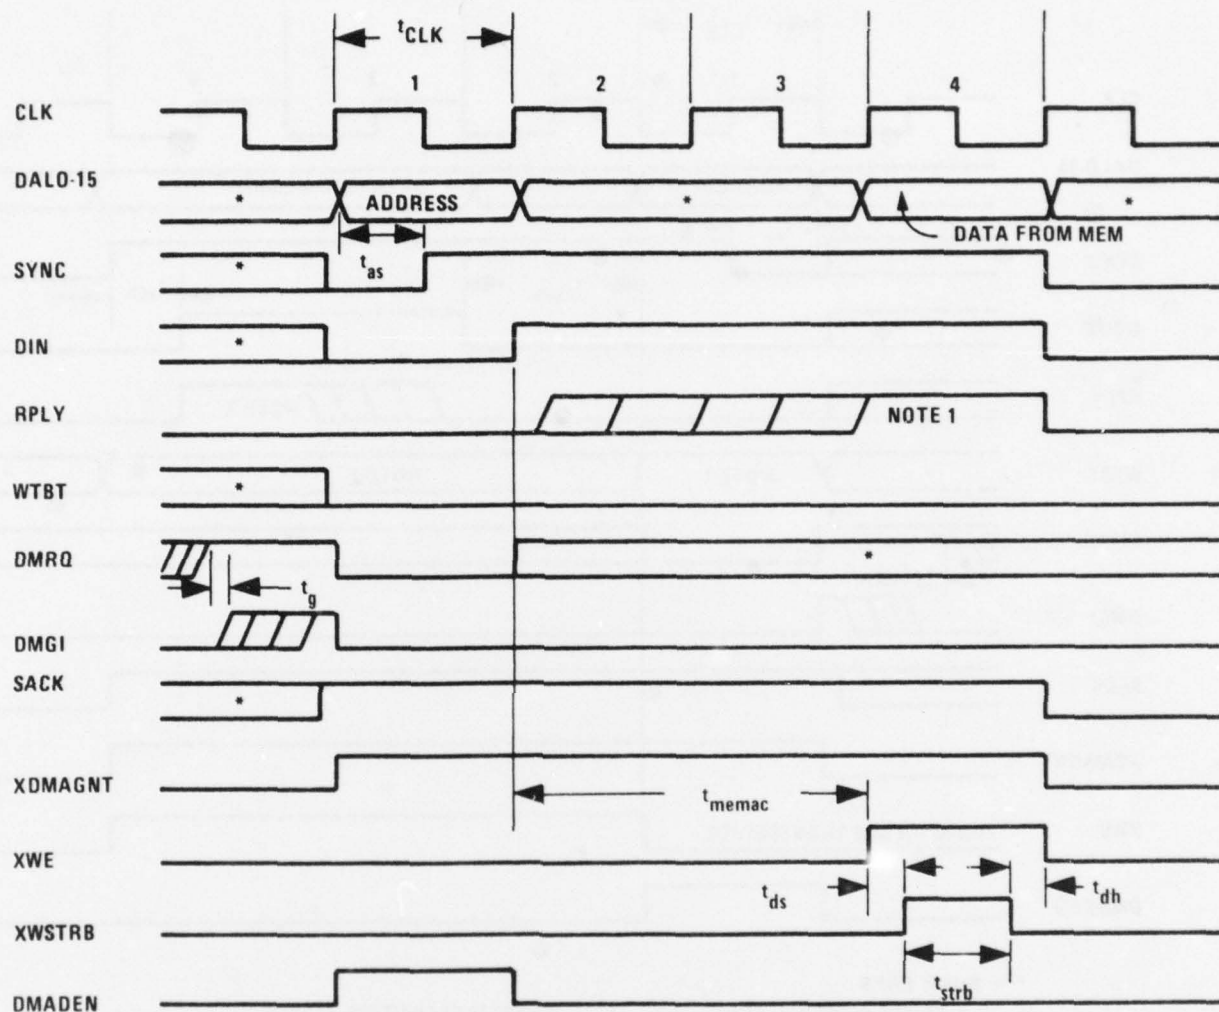 tCLK
1 2 3 4
CLK
DALO-15 * ADDRESS * *
DATA FROM MEM
SYNC * tas
DIN *
RPLY NOTE 1
WTBT *
DMRQ *
tg
DMGI
SACK *
XDMAGNT
tmemac
XWE
tds tdh
XWSTRB
tstrb
DMADEN